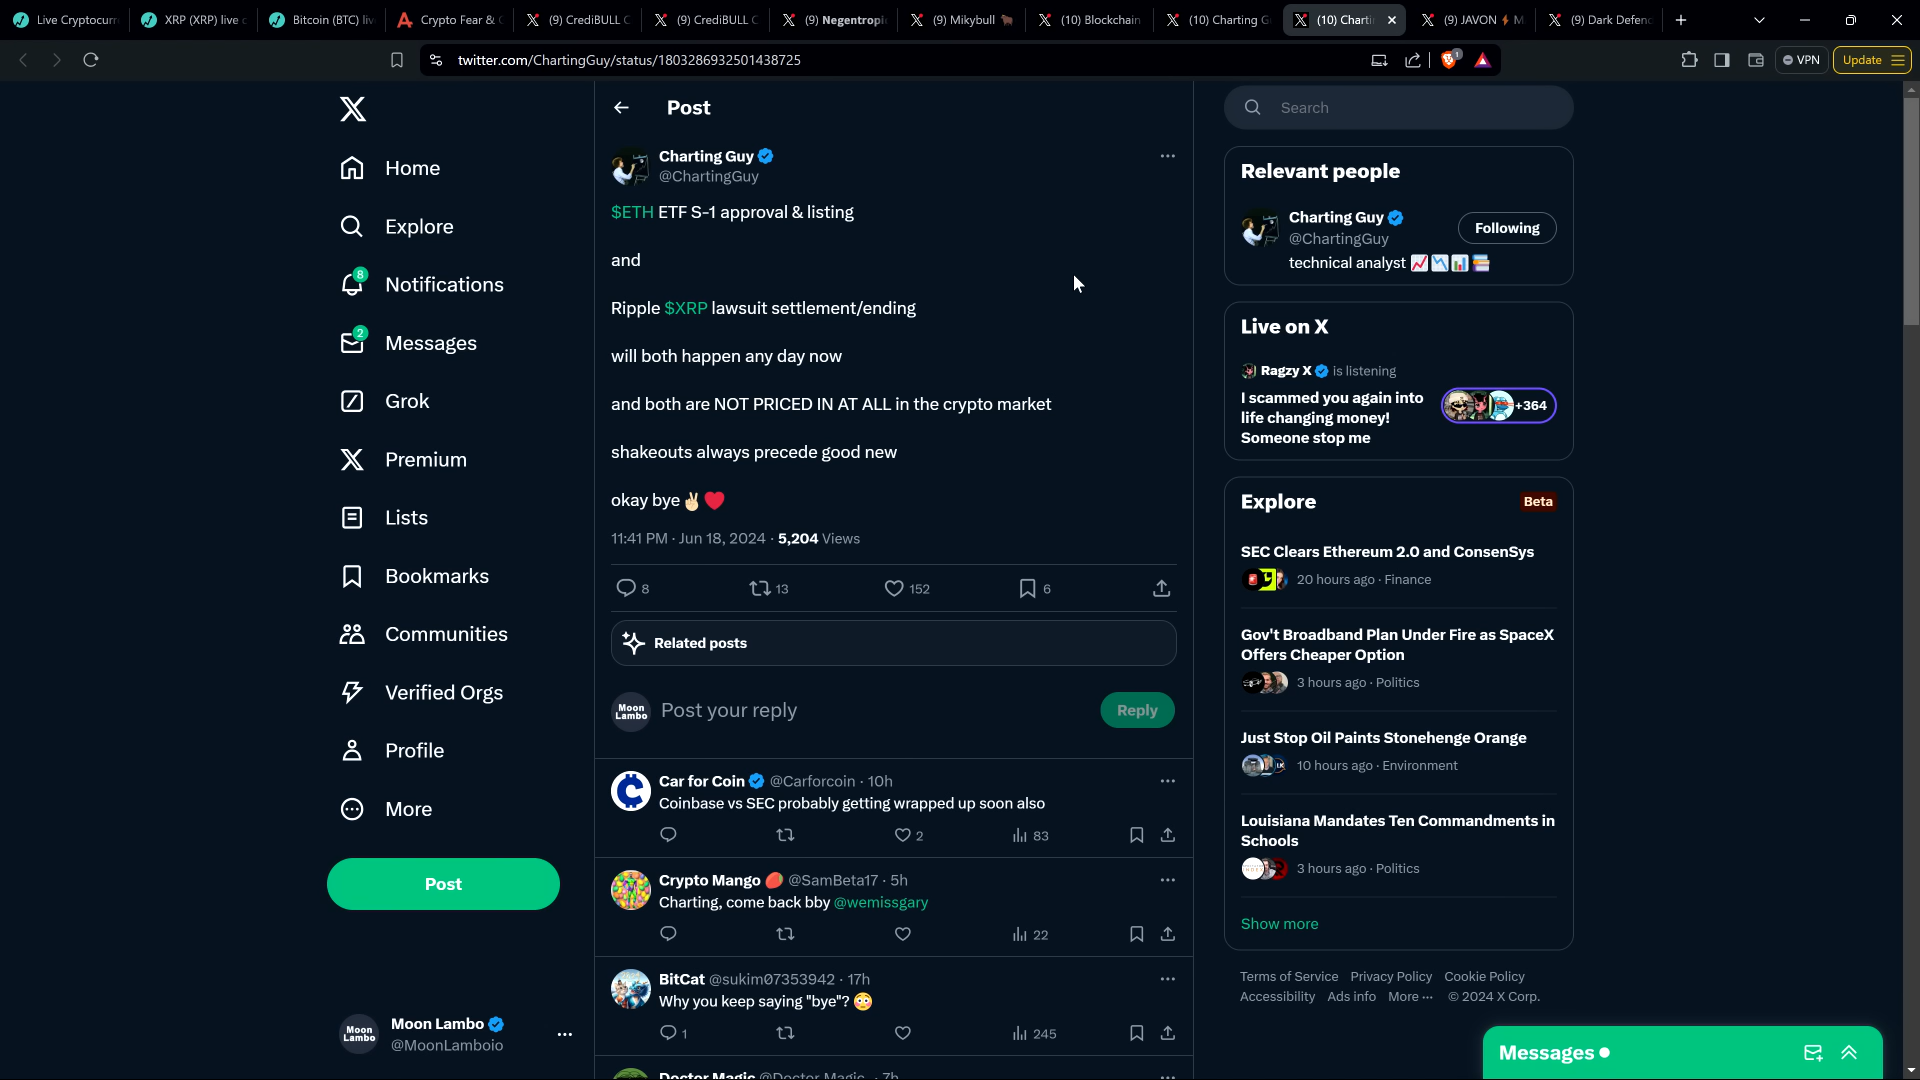 Live Cryptocurr
XRP (XRP) live c
Bitcoin (BTC) liv
Crypto Fear & G
(9) CrediBULL C
(9) CrediBULL C
(9) Negentropi
(9) Mikybull
(10) Blockchain
(10) Charting G
(10) Charti
(9) JAVON
(9) Dark Defend
twitter.com/ChartingGuy/status/1803286932501438725
1
VPN
Update
Home
Explore
8
Notifications
2
Messages
Grok
Premium
Lists
Bookmarks
Communities
Verified Orgs
Profile
More
Post
Moon Lambo
Moon Lambo
@MoonLamboio
Post
Charting Guy
@ChartingGuy
$ETH ETF S-1 approval & listing
and
Ripple $XRP lawsuit settlement/ending
will both happen any day now
and both are NOT PRICED IN AT ALL in the crypto market
shakeouts always precede good new
okay bye✌🏻❤️
11:41 PM · Jun 18, 2024 · 5,204 Views
8 13 152 6
Related posts
Moon Lambo
Post your reply
Reply
Car for Coin @Carforcoin · 10h
Coinbase vs SEC probably getting wrapped up soon also
2 83
Crypto Mango 🥭 @SamBeta17 · 5h
Charting, come back bby @wemissgary
22
BitCat @sukim07353942 · 17h
Why you keep saying "bye"? 😳
1 245
Doctor Magic @Doctor_Magic_ · 7h
Search
Relevant people
Charting Guy
@ChartingGuy
Following
technical analyst 📈📉📊📚
Live on X
Ragzy X is listening
I scammed you again into
life changing money!
Someone stop me
+364
Explore
Beta
SEC Clears Ethereum 2.0 and ConsenSys
20 hours ago · Finance
Gov't Broadband Plan Under Fire as SpaceX
Offers Cheaper Option
3 hours ago · Politics
Just Stop Oil Paints Stonehenge Orange
10 hours ago · Environment
Louisiana Mandates Ten Commandments in
Schools
3 hours ago · Politics
Show more
Terms of Service Privacy Policy Cookie Policy
Accessibility Ads info More ··· © 2024 X Corp.
Messages